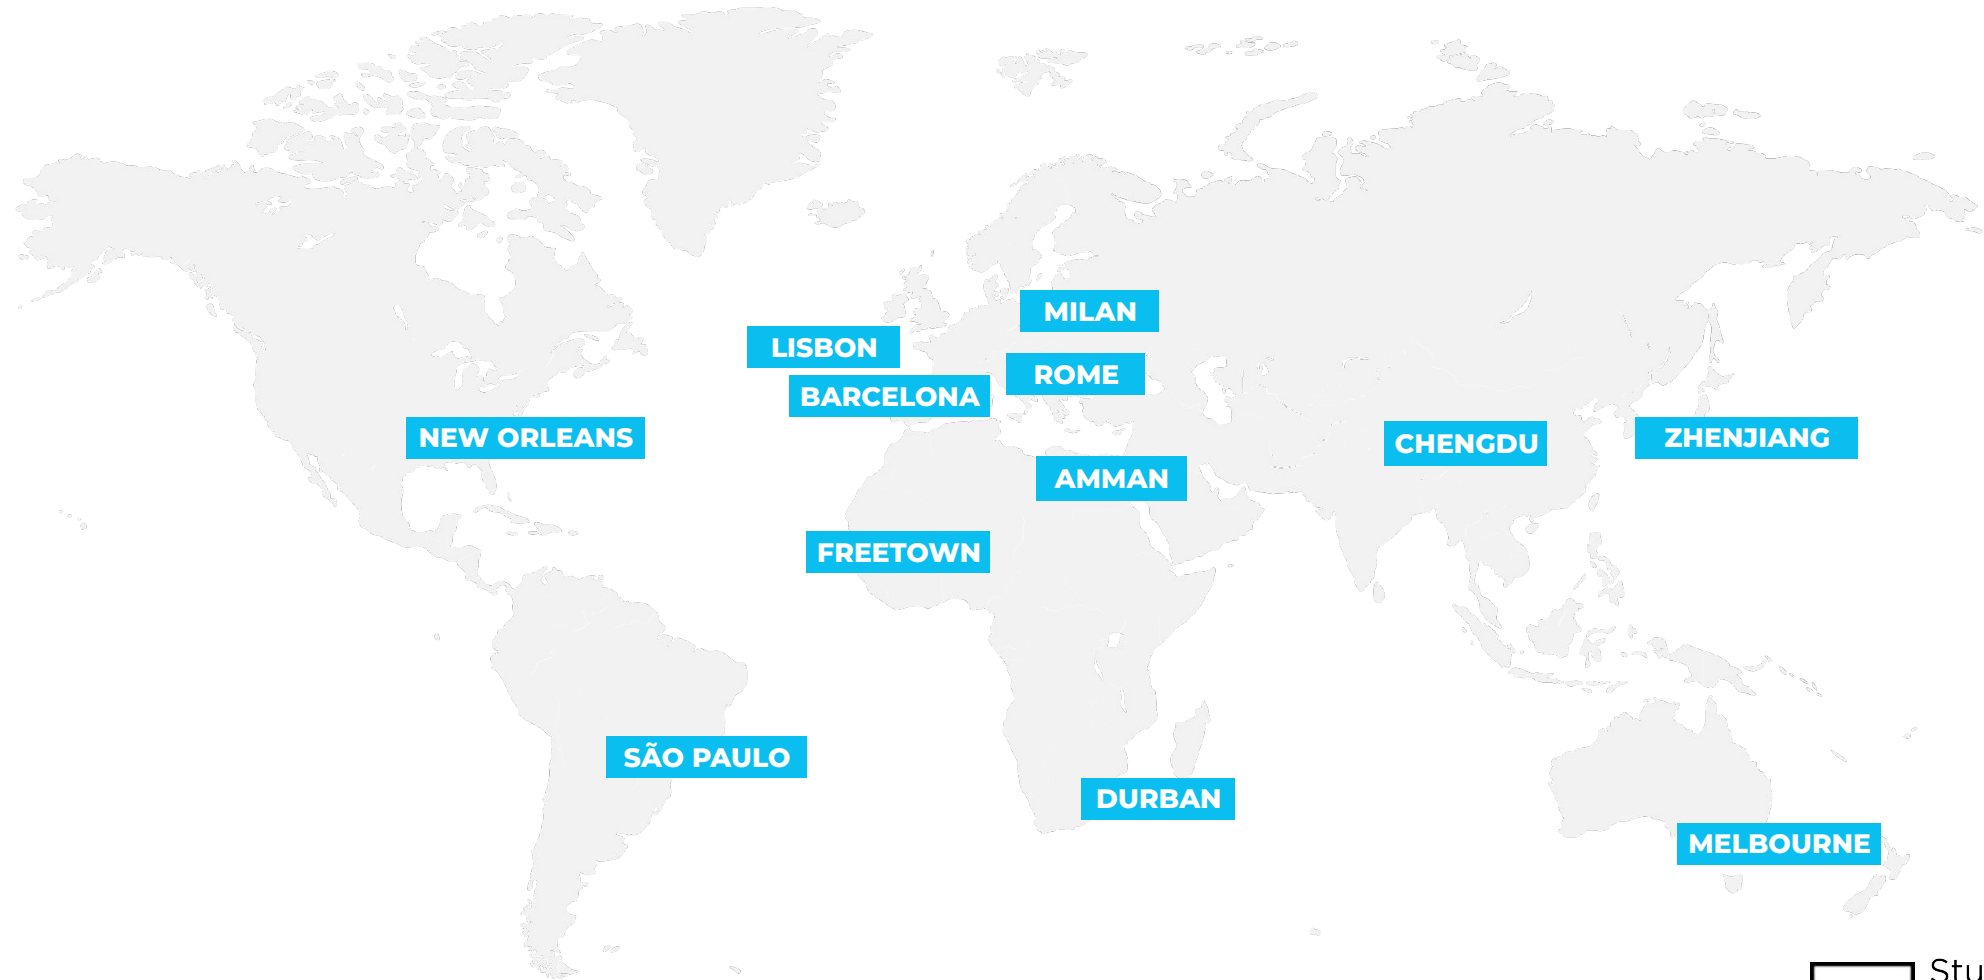 MILAN
LISBON
ROME
BARCELONA
NEW ORLEANS
CHENGDU
ZHENJIANG
AMMAN
FREETOWN
SÃO PAULO
DURBAN
MELBOURNE